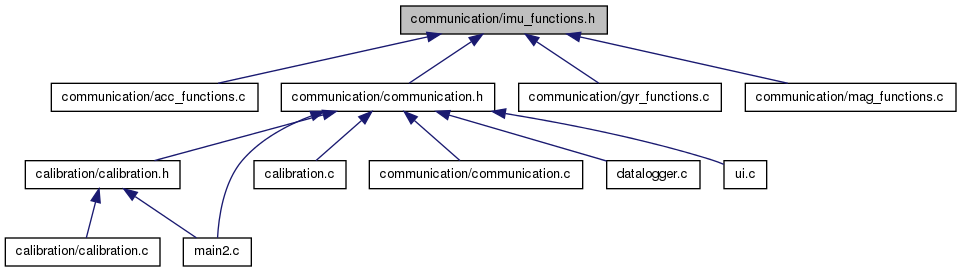 communication/imu_functions.h
communication/acc_functions.c
communication/communication.h
communication/gyr_functions.c
communication/mag_functions.c
calibration/calibration.h
calibration.c
communication/communication.c
datalogger.c
ui.c
calibration/calibration.c
main2.c